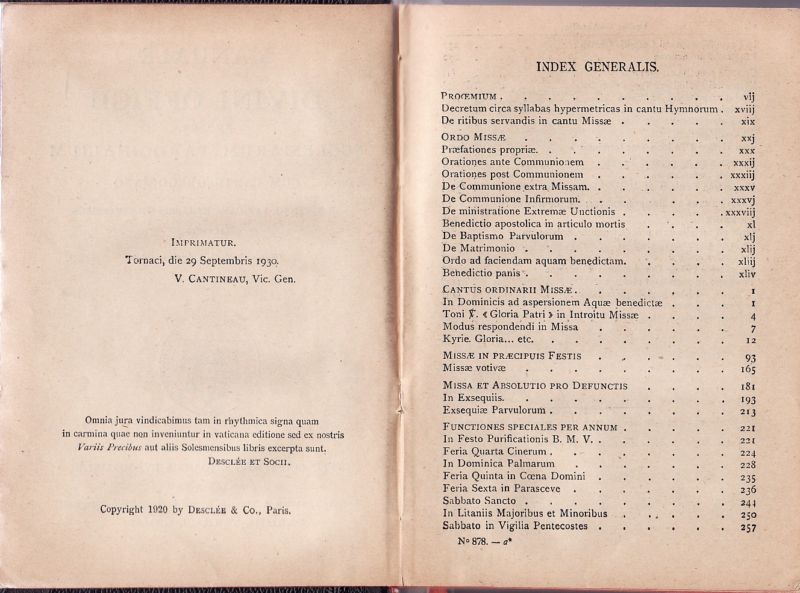 IMPRIMATUR.
Tornaci, die 29 Septembris 1930.
V. CANTINEAU, Vic. Gen.
Omnia jura vindicabimus tam in rhythmica signa quam
in carmina quae non inveniuntur in vaticana editione sed ex nostris
Variis Precibus aut aliis Solesmensibus libris excerpta sunt.
DESCLÉE ET SOCII.
Copyright 1920 by DESCLÉE & Co., Paris.
INDEX GENERALIS.
PROŒMIUM . . . . . . . . . . vij
Decretum circa syllabas hypermetricas in cantu Hymnorum . xviij
De ritibus servandis in cantu Missæ . . . . . xix
ORDO MISSÆ . . . . . . . . . xxj
Præfationes propriæ. . . . . . . . . xxx
Orationes ante Communionem . . . . . . xxxij
Orationes post Communionem . . . . . . xxxiij
De Communione extra Missam. . . . . . . xxxv
De Communione Infirmorum. . . . . . . xxxvj
De ministratione Extremæ Unctionis . . . . . xxxviij
Benedictio apostolica in articulo mortis . . . . . xl
De Baptismo Parvulorum . . . . . . . xlj
De Matrimonio . . . . . . . . xlij
Ordo ad faciendam aquam benedictam. . . . . xliij
Benedictio panis . . . . . . . . xliv
CANTUS ORDINARII MISSÆ . . . . . . . 1
In Dominicis ad aspersionem Aquæ benedictæ . . . 1
Toni ℣. « Gloria Patri » in Introitu Missæ . . . . 4
Modus respondendi in Missa . . . . . . 7
Kyrie. Gloria... etc. . . . . . . . 12
MISSÆ IN PRÆCIPUIS FESTIS . . . . . . 93
Missæ votivæ . . . . . . . . 165
MISSA ET ABSOLUTIO PRO DEFUNCTIS . . . . 181
In Exsequiis. . . . . . . . . 193
Exsequiæ Parvulorum . . . . . . . 213
FUNCTIONES SPECIALES PER ANNUM . . . . . 221
In Festo Purificationis B. M. V. . . . . . . 221
Feria Quarta Cinerum . . . . . . . 224
In Dominica Palmarum . . . . . . . 228
Feria Quinta in Cœna Domini . . . . . . 235
Feria Sexta in Parasceve . . . . . . 236
Sabbato Sancto . . . . . . . . 244
In Litaniis Majoribus et Minoribus . . . . . 250
Sabbato in Vigilia Pentecostes . . . . . . 257
No 878. — a*